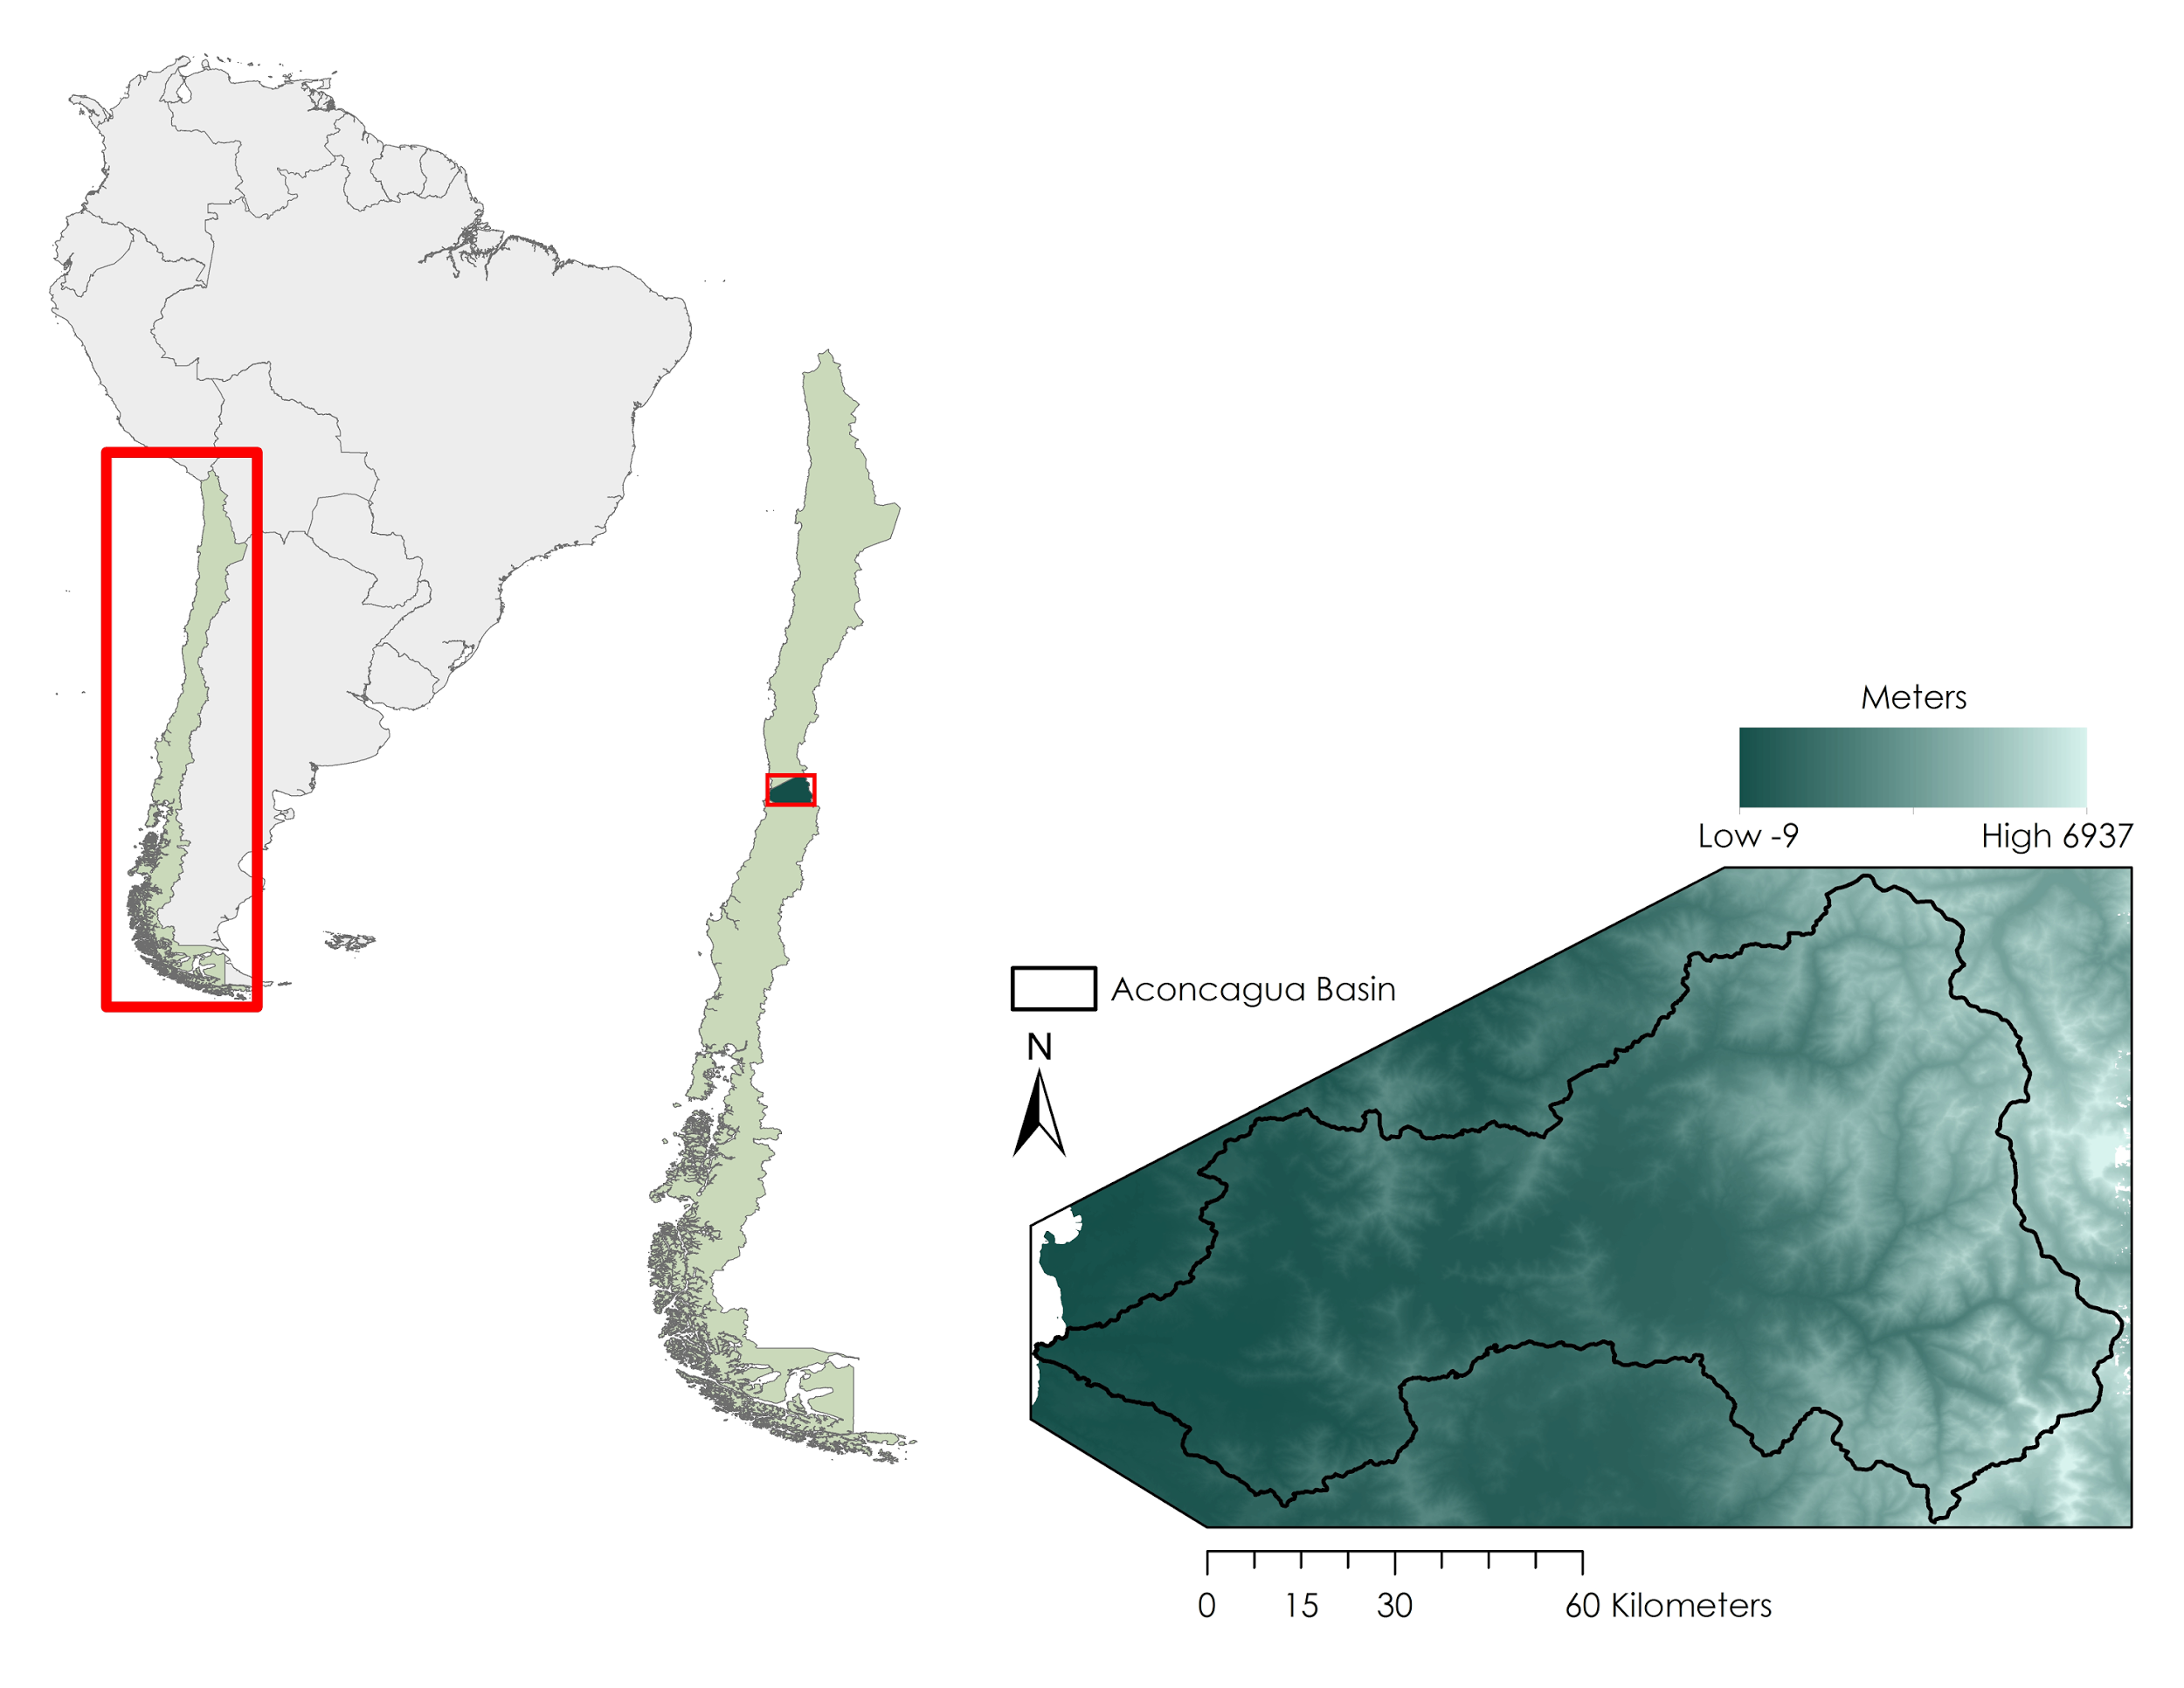 Meters
Low -9 High 6937
Aconcagua Basin
N
0 15 30 60 Kilometers